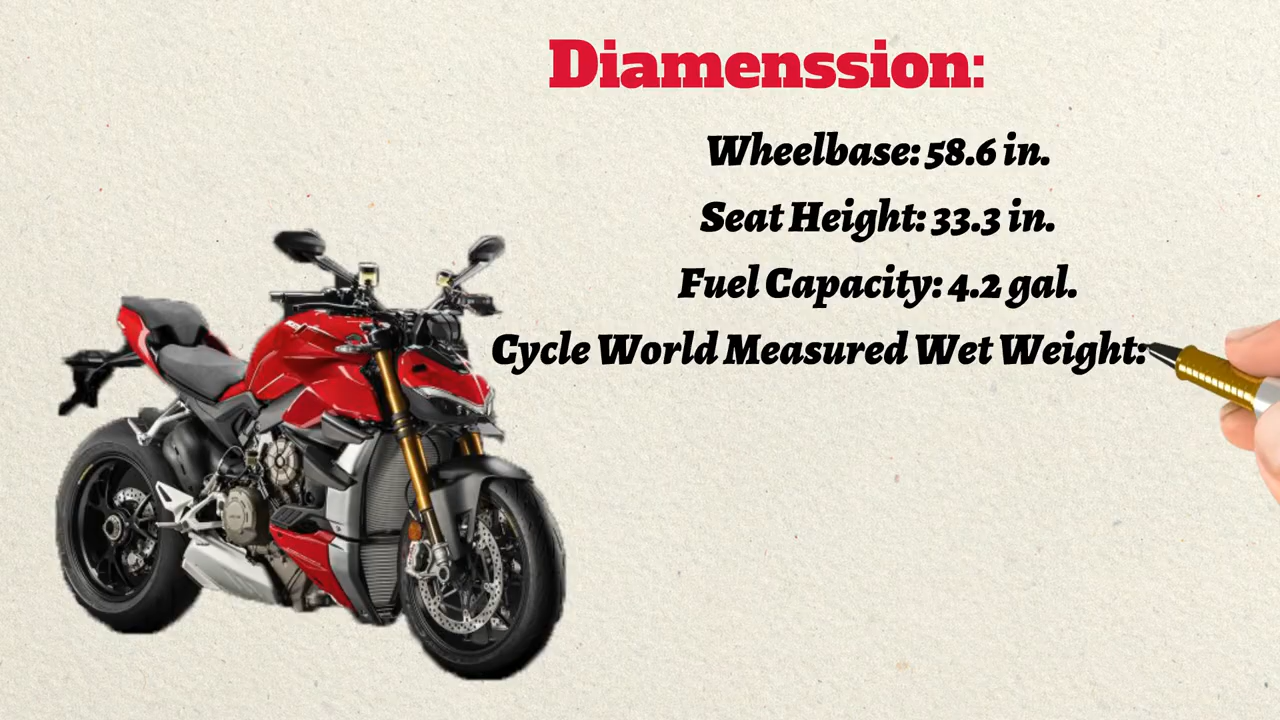 Diamenssion:
Wheelbase: 58.6 in.
Seat Height: 33.3 in.
Fuel Capacity: 4.2 gal.
Cycle World Measured Wet Weight: